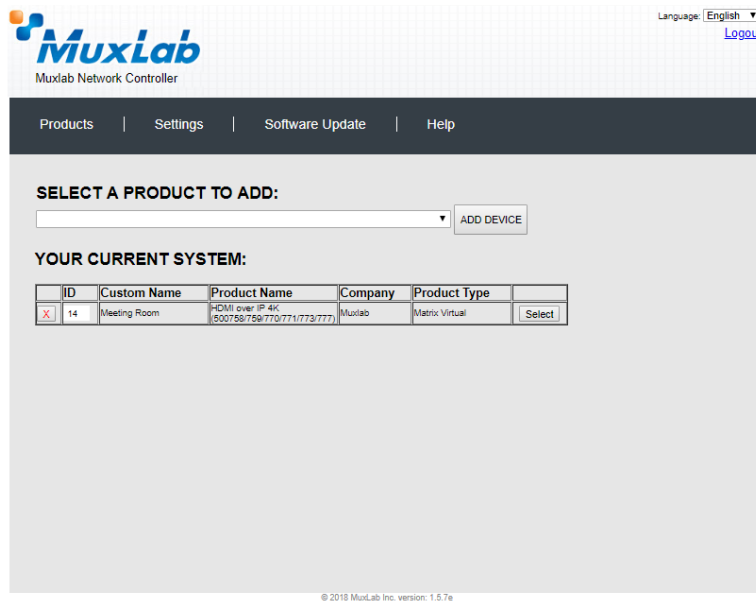 Language: English
Logou
MuxLab
Muxlab Network Controller
Products | Settings | Software Update | Help
SELECT A PRODUCT TO ADD:
ADD DEVICE
YOUR CURRENT SYSTEM:
ID Custom Name Product Name Company Product Type
X 14 Meeting Room HDMI over IP 4K Muxlab Matrix Virtual Select
(500758/759/770/771/773/777)
© 2018 MuxLab Inc. version: 1.5.7e